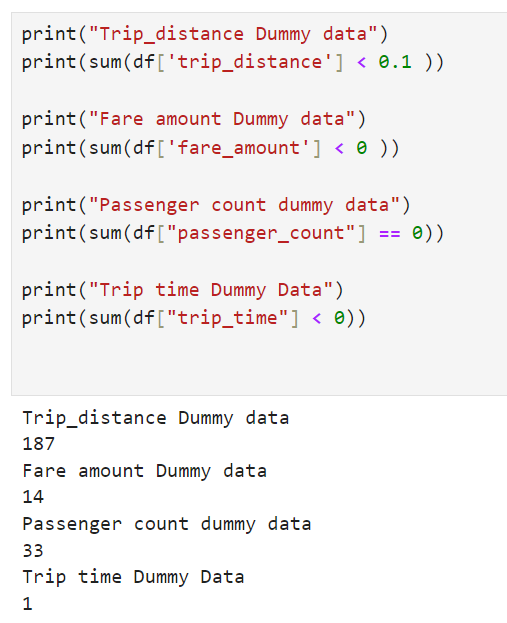 print("Trip_distance Dummy data")
print(sum(df['trip_distance'] < 0.1 ))
print("Fare amount Dummy data")
print(sum(df['fare_amount'] < 0 ))
print("Passenger count dummy data")
print(sum(df["passenger_count"] == 0))
print("Trip time Dummy Data")
print(sum(df["trip_time"] < 0))
Trip_distance Dummy data
187
Fare amount Dummy data
14
Passenger count dummy data
33
Trip time Dummy Data
1